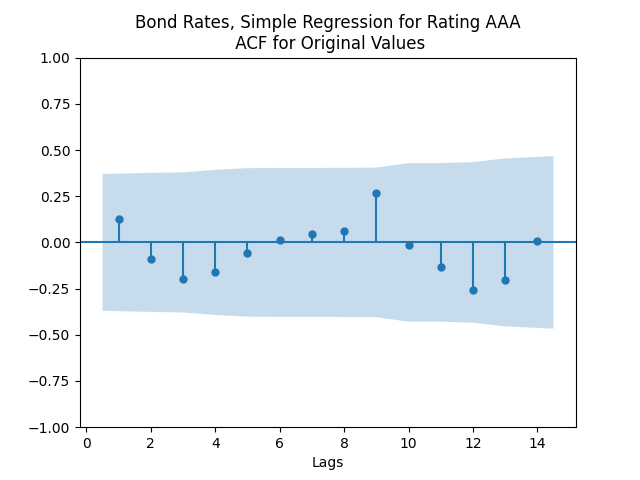 Bond Rates, Simple Regression for Rating AAA
ACF for Original Values
1.00
0.75
0.50
0.25
0.00
−0.25
−0.50
−0.75
−1.00
0 2 4 6 8 10 12 14
Lags